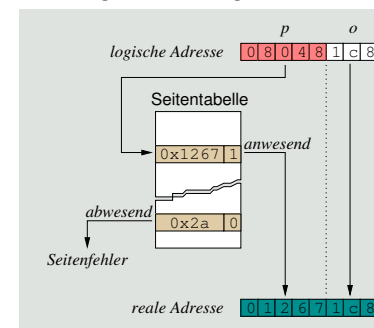 p o
logische Adresse 0 8 0 4 8 1 c 8
Seitentabelle
0x1267 1 anwesend
abwesend
0x2a 0
Seitenfehler
reale Adresse 0 1 2 6 7 1 c 8